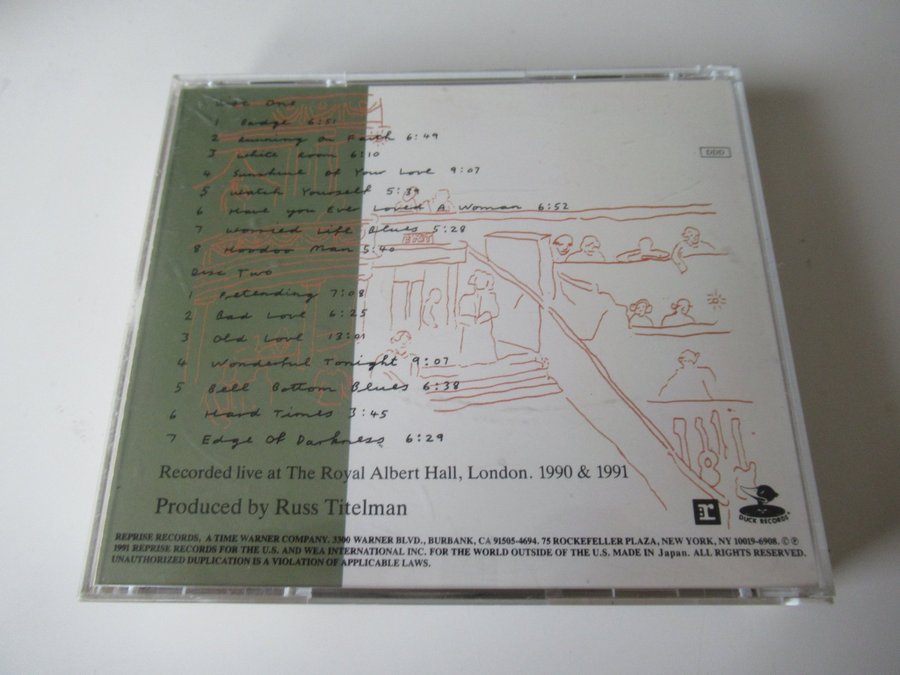 Disc One
1 Badge 6:51
2 Running On Faith 6:49
3 White Room 6:10
DDD
4 Sunshine Of Your Love 9:07
5 Watch Yourself 5:39
6 Have you Ever Loved A Woman 6:52
7 Worried Life Blues 5:28
EXIT
8 Hoodoo Man 5:40
Disc Two
1 Pretending 7:08
2 Bad Love 6:25
3 Old Love 13:01
4 Wonderful Tonight 9:07
5 Bell Bottom Blues 6:38
6 Hard Times 3:45
7 Edge Of Darkness 6:29
Recorded live at The Royal Albert Hall, London. 1990 & 1991
Produced by Russ Titelman
r
DUCK RECORDS
REPRISE RECORDS, A TIME WARNER COMPANY. 3300 WARNER BLVD., BURBANK, CA 91505-4694. 75 ROCKEFELLER PLAZA, NEW YORK, NY 10019-6908. ©℗
1991 REPRISE RECORDS FOR THE U.S. AND WEA INTERNATIONAL INC. FOR THE WORLD OUTSIDE OF THE U.S. MADE IN Japan. ALL RIGHTS RESERVED.
UNAUTHORIZED DUPLICATION IS A VIOLATION OF APPLICABLE LAWS.